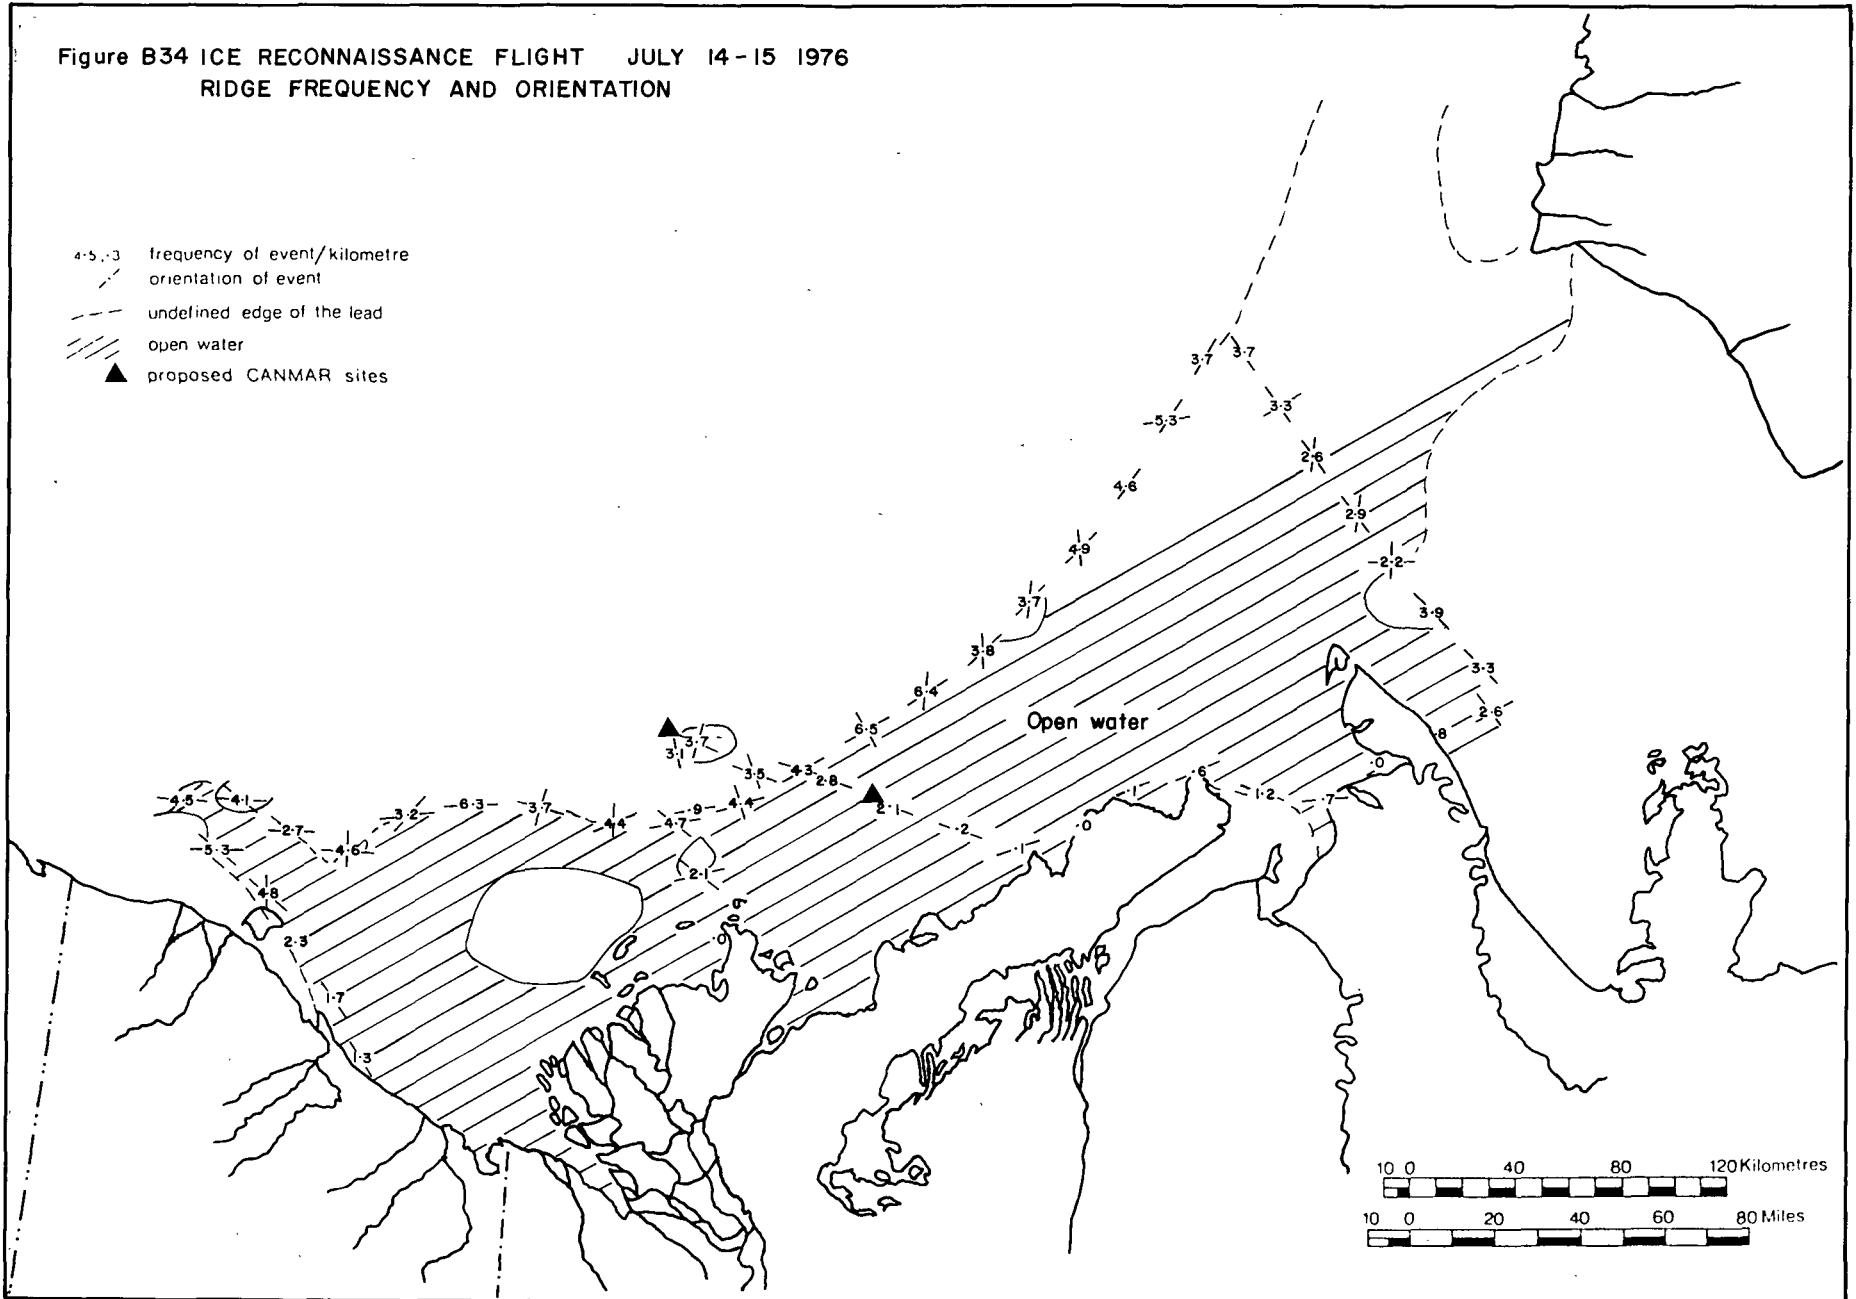 Figure B34 ICE RECONNAISSANCE FLIGHT JULY 14-15 1976
RIDGE FREQUENCY AND ORIENTATION
4·5,·3 frequency of event/kilometre
orientation of event
undefined edge of the lead
open water
proposed CANMAR sites
3·7 3·7
5·3 3·3
2·6
4·6
2·9
4·9
2·2
3·7
3·9
3·8
3·3
6·4
2·6
6·5
Open water
·8
3·1 3·7
3·5 4·3 2·8
·0
·6
4·5 4·1
3·2 6·3 3·7 4·4 4·7 ·9 4·4
2·1
·1
1·2 ·7
2·7
·2
·0
5·3 4·6
·1
2·1
4·8
2·3
·0
1·7
1·3
10 0 40 80 120 Kilometres
10 0 20 40 60 80 Miles